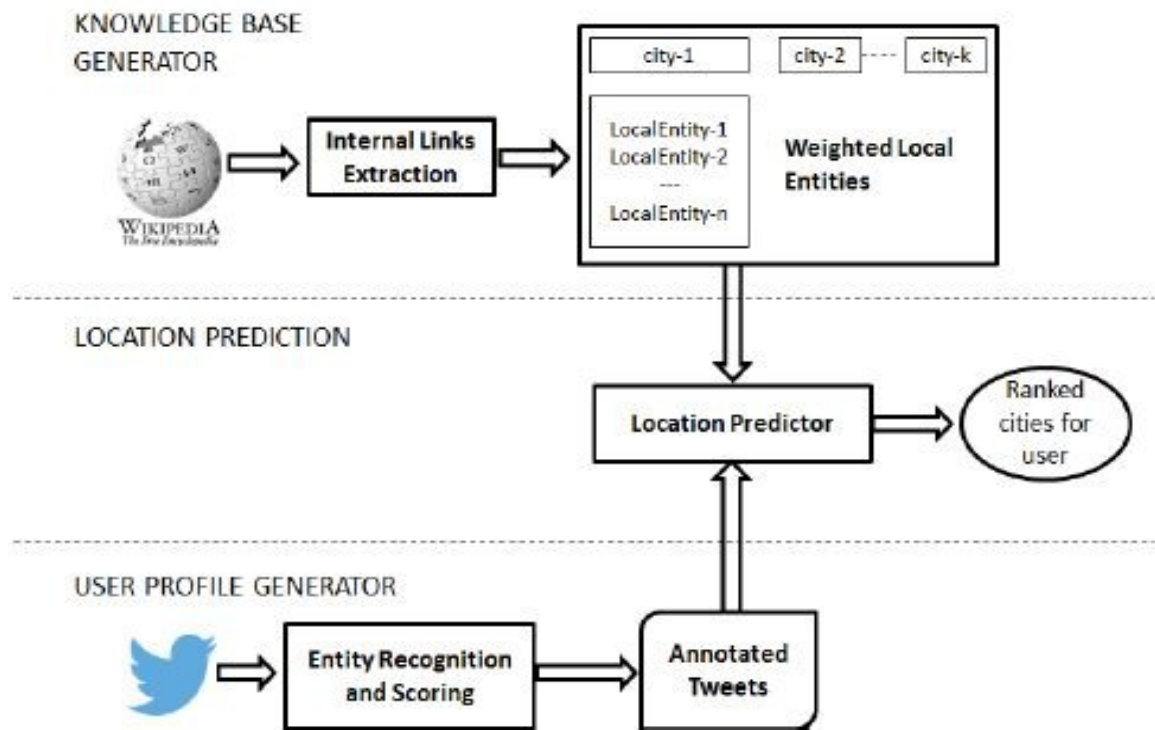 KNOWLEDGE BASE
GENERATOR
city-1
city-2
----
city-k
Internal Links
Extraction
LocalEntity-1
LocalEntity-2
---
LocalEntity-n
Weighted Local
Entities
WIKIPEDIA
The Free Encyclopedia
LOCATION PREDICTION
Location Predictor
Ranked
cities for
user
USER PROFILE GENERATOR
Entity Recognition
and Scoring
Annotated
Tweets